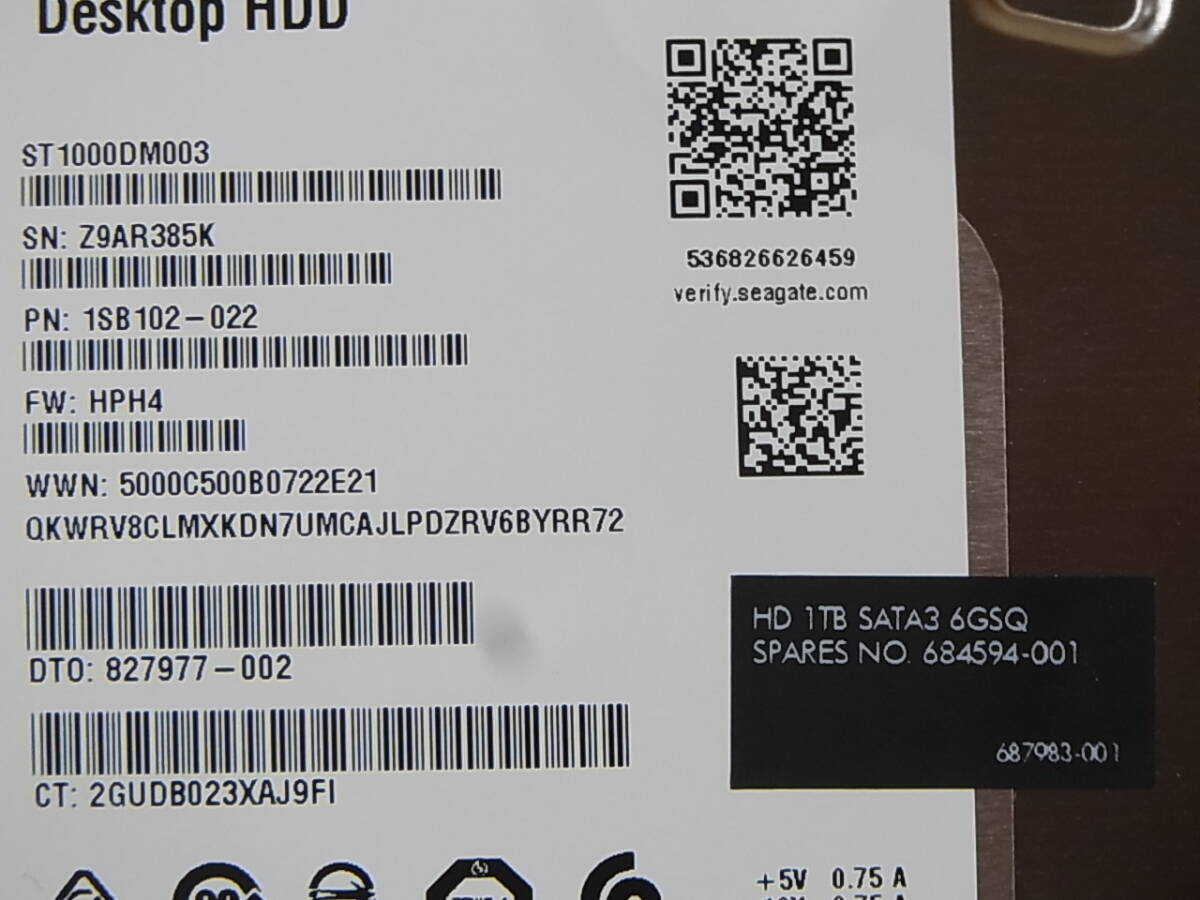 Desktop HDD
ST1000DM003
SN: Z9AR385K
PN: 1SB102-022
FW: HPH4
WWN: 5000C500B0722E21
QKWRV8CLMXKDN7UMCAJLPDZRV6BYRR72
DTO: 827977-002
CT: 2GUDB023XAJ9FI
536826626459
verify.seagate.com
HD 1TB SATA3 6GSQ
SPARES NO. 684594-001
687983-001
+5V 0.75 A